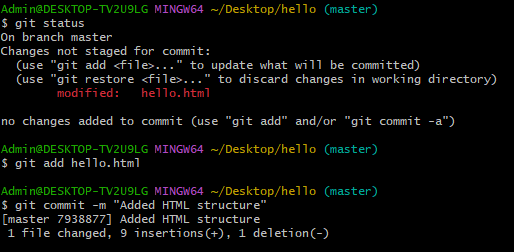 Admin@DESKTOP-TV2U9LG MINGW64 ~/Desktop/hello (master)
$ git status
On branch master
Changes not staged for commit:
  (use "git add <file>..." to update what will be committed)
  (use "git restore <file>..." to discard changes in working directory)
        modified:   hello.html

no changes added to commit (use "git add" and/or "git commit -a")

Admin@DESKTOP-TV2U9LG MINGW64 ~/Desktop/hello (master)
$ git add hello.html

Admin@DESKTOP-TV2U9LG MINGW64 ~/Desktop/hello (master)
$ git commit -m "Added HTML structure"
[master 7938877] Added HTML structure
 1 file changed, 9 insertions(+), 1 deletion(-)